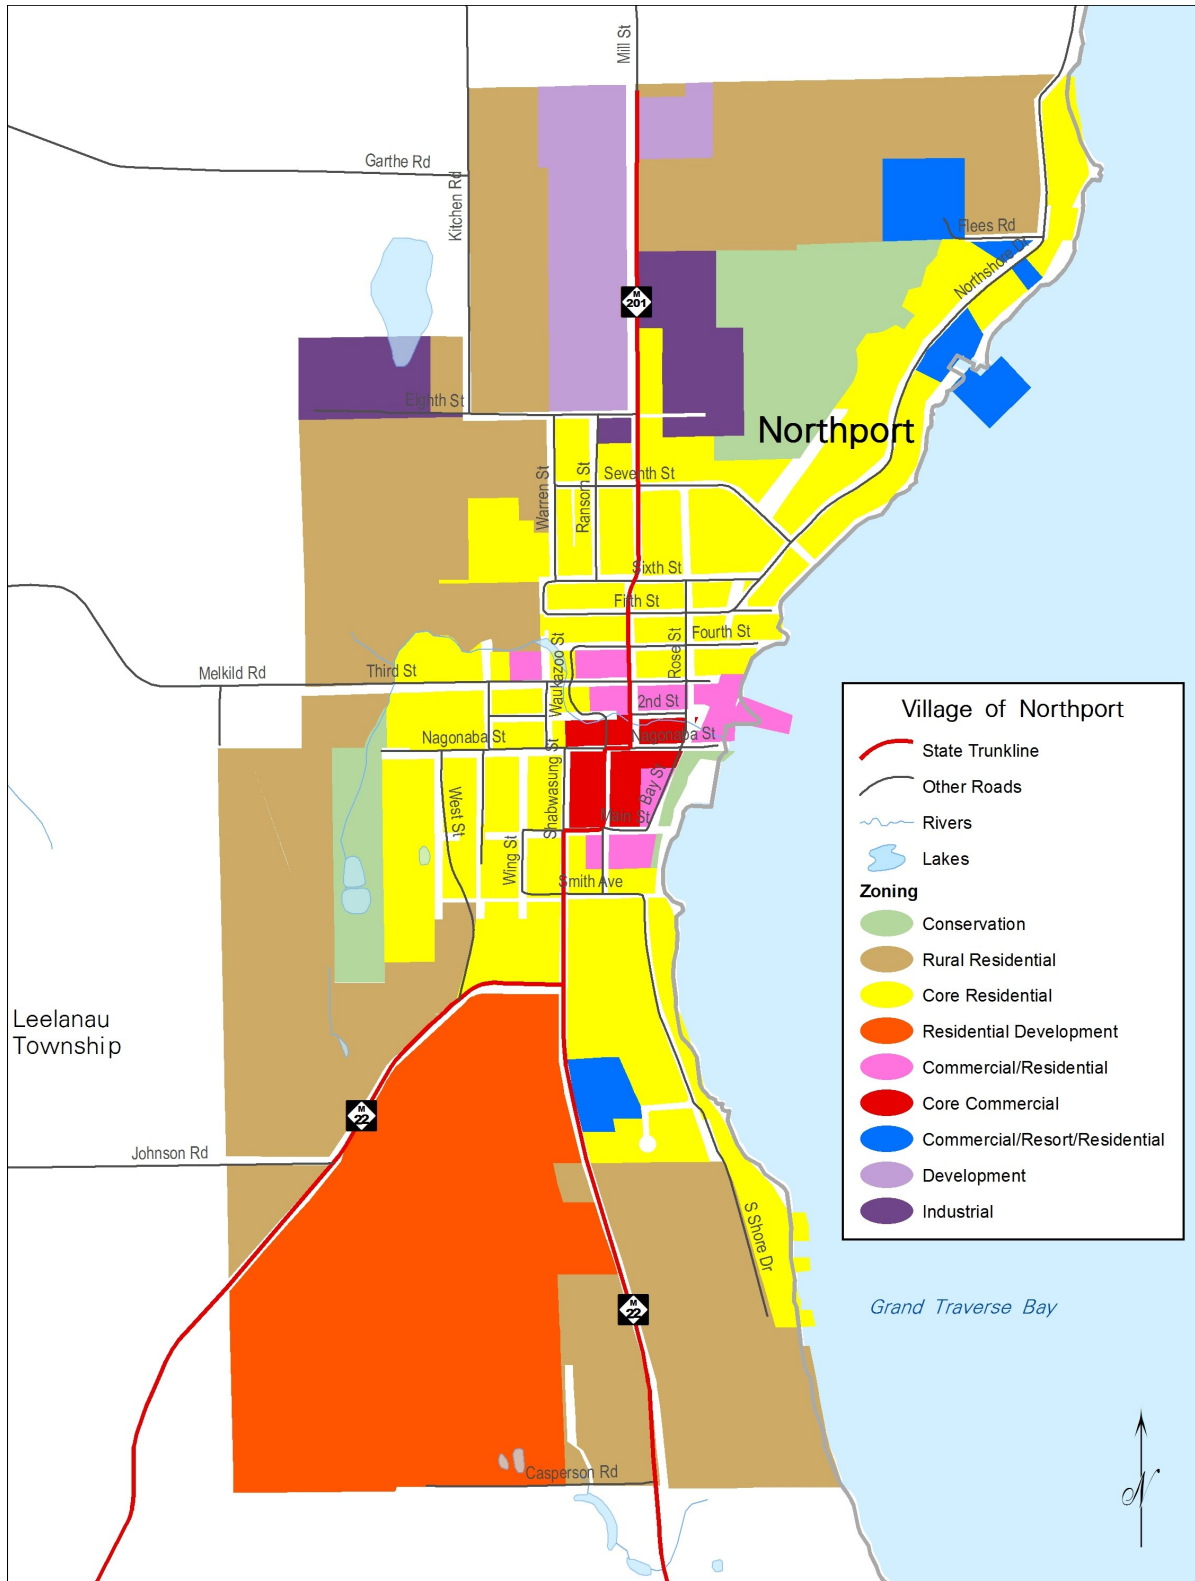 Mill St
Garthe Rd
Kitchen Rd
Flees Rd
Northshore Dr
M
201
Eighth St
Northport
Warren St
Ransom St
Seventh St
Sixth St
Fifth St
Fourth St
Rose St
Waukazoo St
Melkild Rd
Third St
2nd St
Nagonaba St
Nagonaba St
Shabwasung St
Bay St
West St
Main St
Wing St
Smith Ave
Village of Northport
State Trunkline
Other Roads
Rivers
Lakes
Zoning
Conservation
Rural Residential
Core Residential
Residential Development
Commercial/Residential
Core Commercial
Commercial/Resort/Residential
Development
Industrial
Leelanau
Township
M
22
Johnson Rd
S Shore Dr
M
22
Grand Traverse Bay
Casperson Rd
N